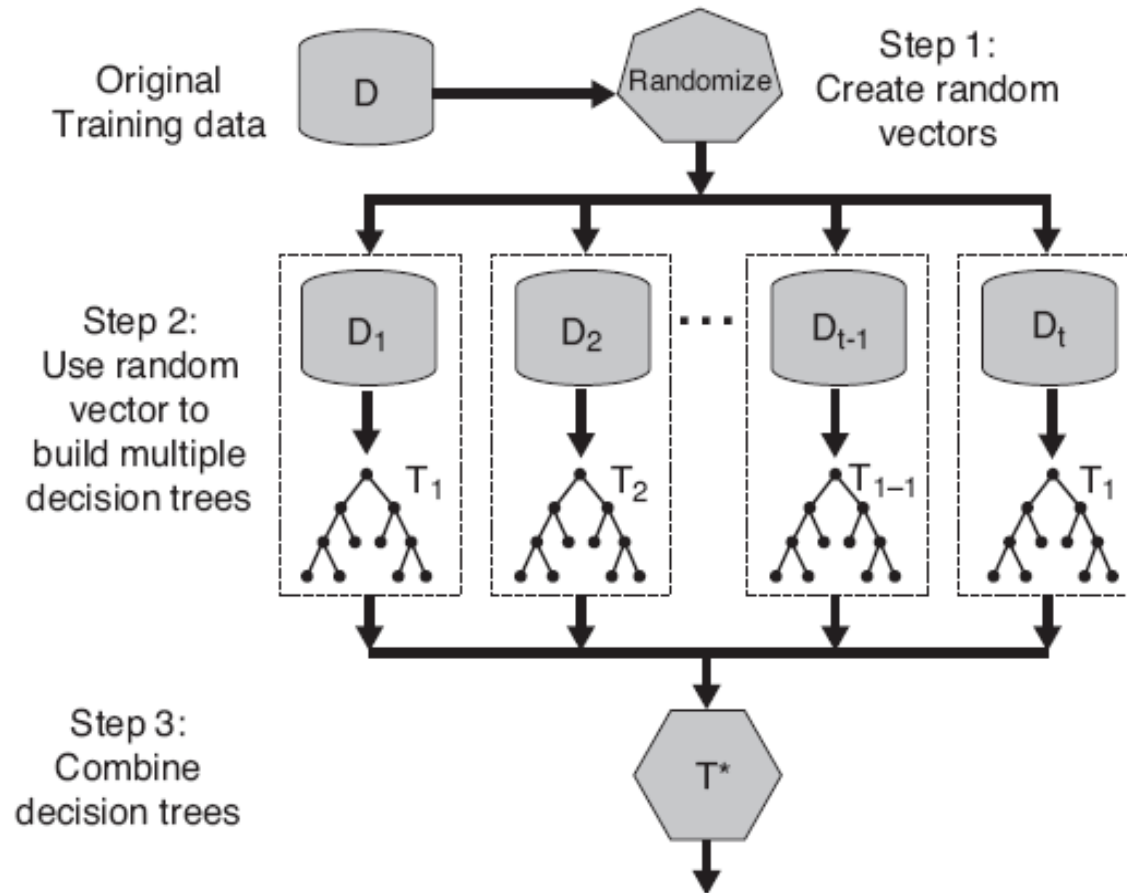 Original
Training data
D
Randomize
Step 1:
Create random
vectors
Step 2:
Use random
vector to
build multiple
decision trees
D1
D2
...
Dt-1
Dt
T1
T2
T1–1
T1
Step 3:
Combine
decision trees
T*